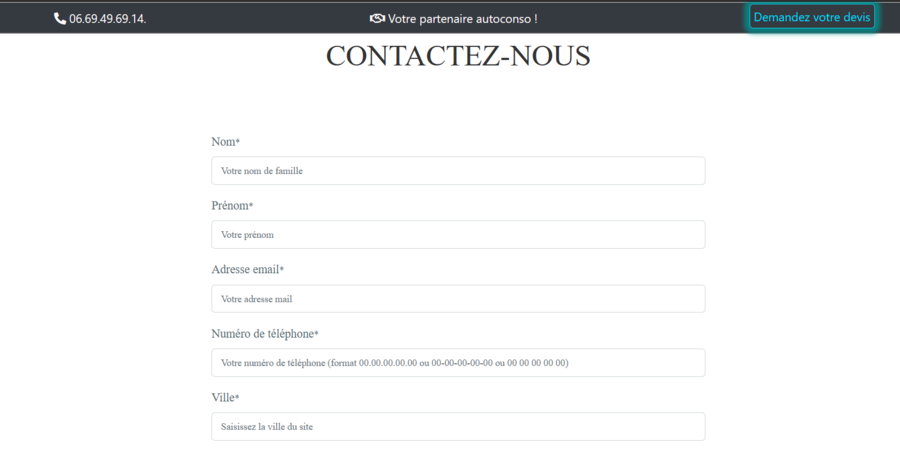 06.69.49.69.14.
Votre partenaire autoconso !
Demandez votre devis
CONTACTEZ-NOUS
Nom*
Votre nom de famille
Prénom*
Votre prénom
Adresse email*
Votre adresse mail
Numéro de téléphone*
Votre numéro de téléphone (format 00.00.00.00.00 ou 00-00-00-00-00 ou 00 00 00 00 00)
Ville*
Saisissez la ville du site